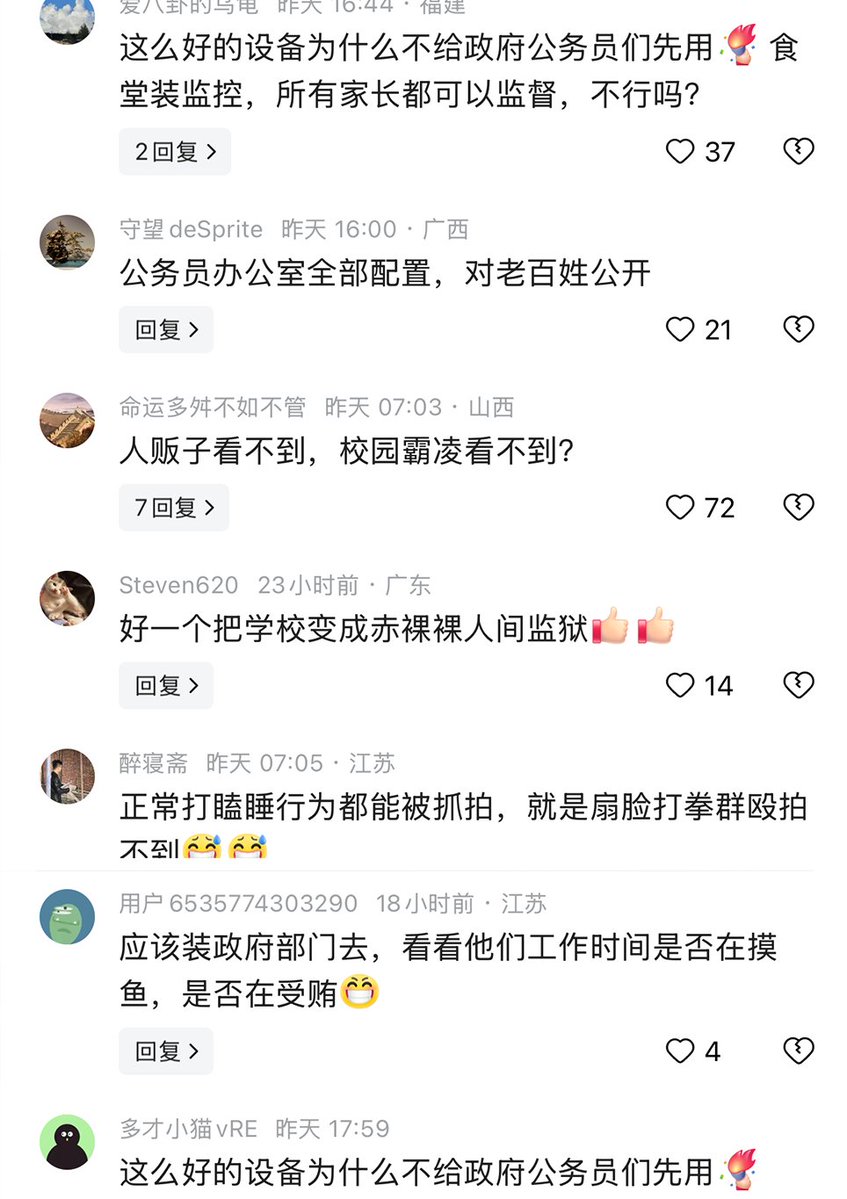 爱八卦的乌龟 昨天 16:44 · 福建
这么好的设备为什么不给政府公务员们先用 食
堂装监控，所有家长都可以监督，不行吗？
2回复 >
37
守望deSprite 昨天 16:00 · 广西
公务员办公室全部配置，对老百姓公开
回复 >
21
命运多舛不如不管 昨天 07:03 · 山西
人贩子看不到，校园霸凌看不到？
7回复 >
72
Steven620 23小时前 · 广东
好一个把学校变成赤裸裸人间监狱
回复 >
14
醉寝斋 昨天 07:05 · 江苏
正常打瞌睡行为都能被抓拍，就是扇脸打拳群殴拍
不到
用户6535774303290 18小时前 · 江苏
应该装政府部门去，看看他们工作时间是否在摸
鱼，是否在受贿
回复 >
4
多才小猫vRE 昨天 17:59
这么好的设备为什么不给政府公务员们先用